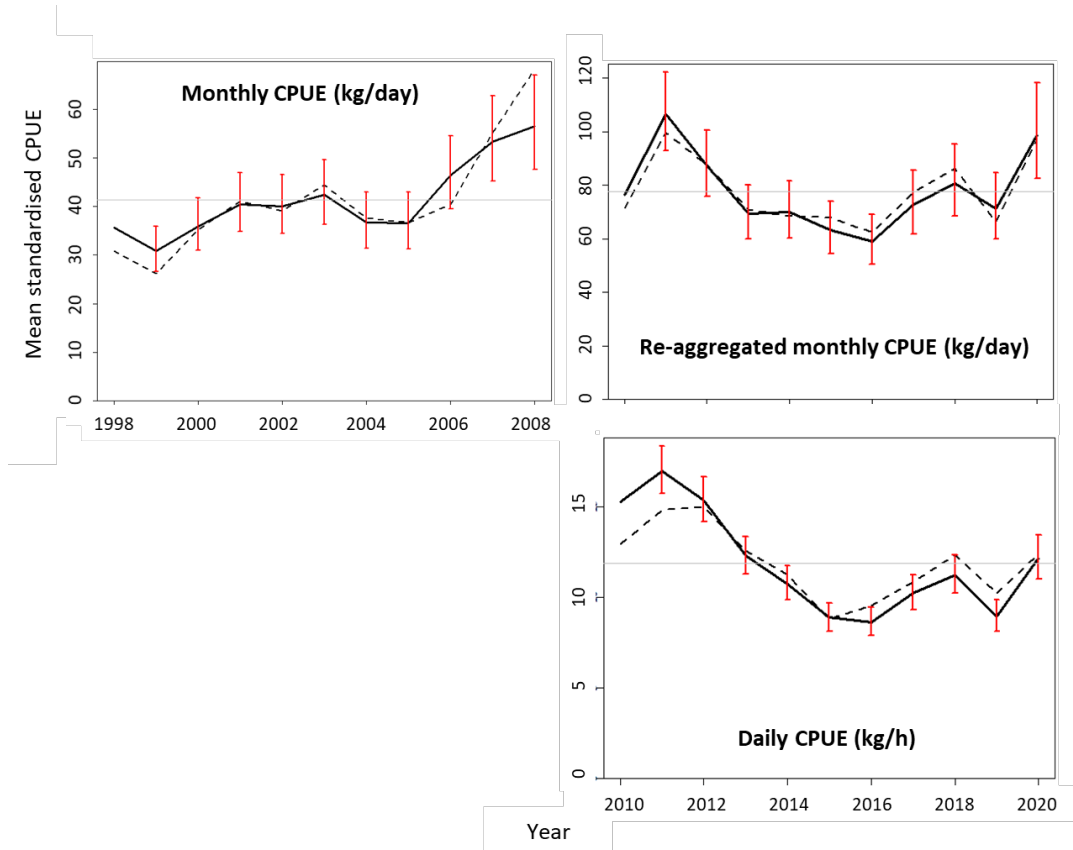 Mean standardised CPUE
Monthly CPUE (kg/day)
60
50
40
30
20
10
0
1998 2000 2002 2004 2006 2008
120
100
80
60
40
20
0
Re-aggregated monthly CPUE (kg/day)
15
10
5
0
Daily CPUE (kg/h)
2010 2012 2014 2016 2018 2020
Year